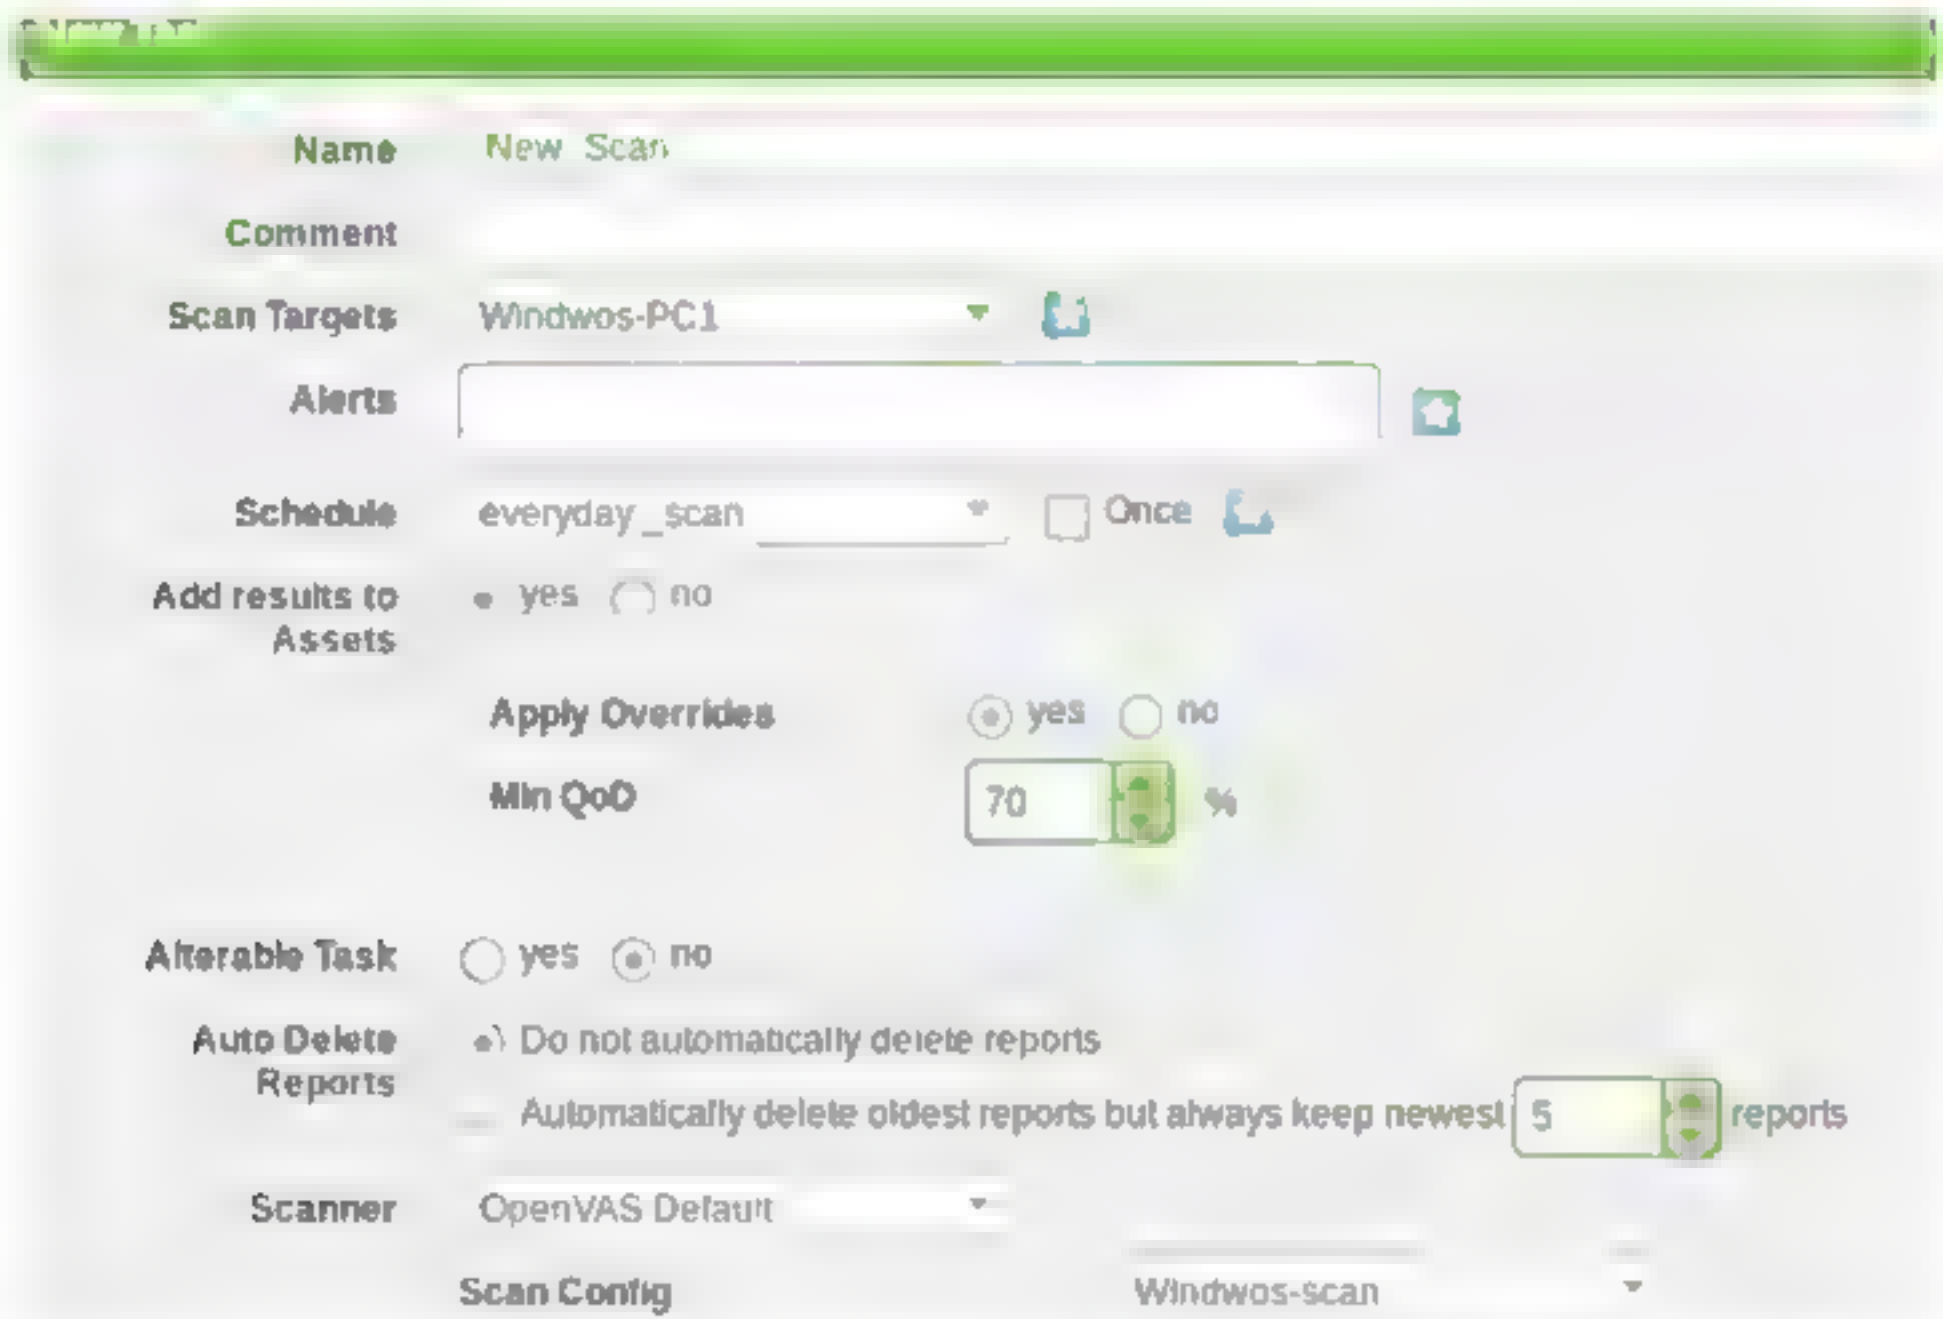 Name New Scan
Comment
Scan Targets Windwos-PC1
Alerts
Schedule everyday_scan Once
Add results to yes no
Assets
Apply Overrides yes no
Min QoD 70 %
Alterable Task yes no
Auto Delete Do not automatically delete reports
Reports
Automatically delete oldest reports but always keep newest 5 reports
Scanner OpenVAS Default
Scan Config Windwos-scan